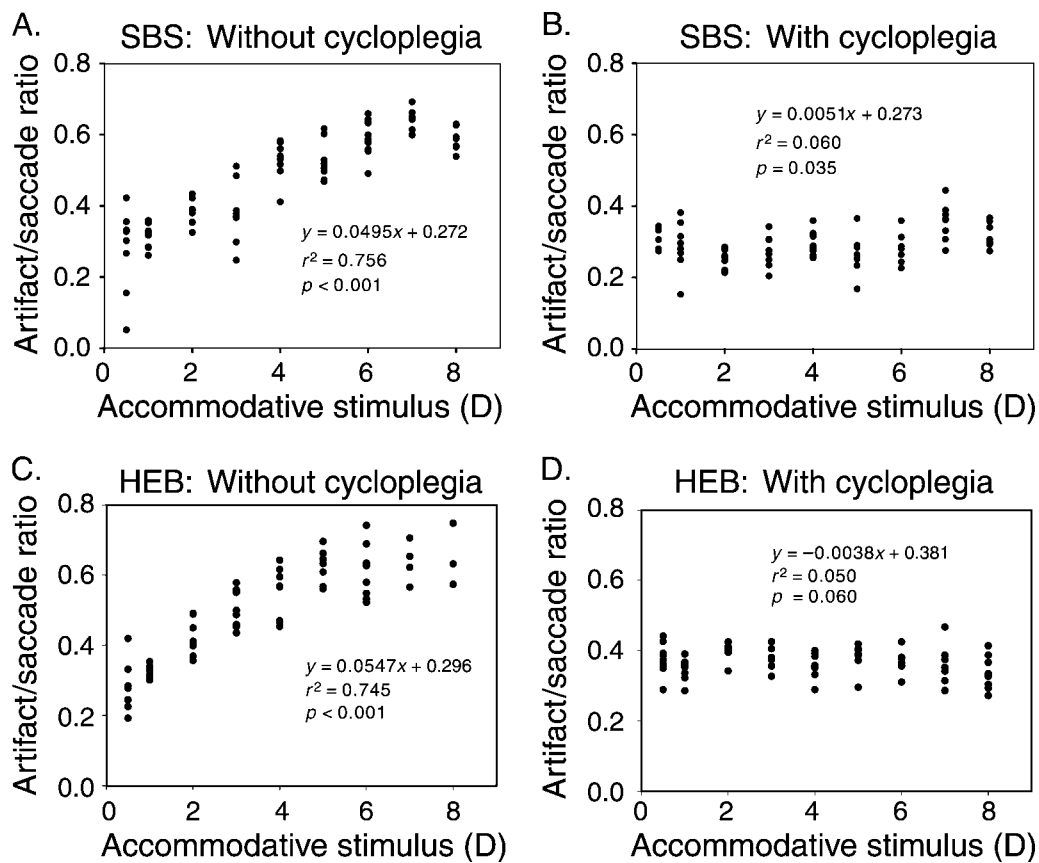 A.
SBS: Without cycloplegia
Artifact/saccade ratio
0.8
0.6
0.4
0.2
0.0
y = 0.0495x + 0.272
r² = 0.756
p < 0.001
0 2 4 6 8
Accommodative stimulus (D)
B.
SBS: With cycloplegia
Artifact/saccade ratio
0.8
0.6
0.4
0.2
0.0
y = 0.0051x + 0.273
r² = 0.060
p = 0.035
0 2 4 6 8
Accommodative stimulus (D)
C.
HEB: Without cycloplegia
Artifact/saccade ratio
0.8
0.6
0.4
0.2
0.0
y = 0.0547x + 0.296
r² = 0.745
p < 0.001
0 2 4 6 8
Accommodative stimulus (D)
D.
HEB: With cycloplegia
Artifact/saccade ratio
0.8
0.6
0.4
0.2
0.0
y = −0.0038x + 0.381
r² = 0.050
p = 0.060
0 2 4 6 8
Accommodative stimulus (D)